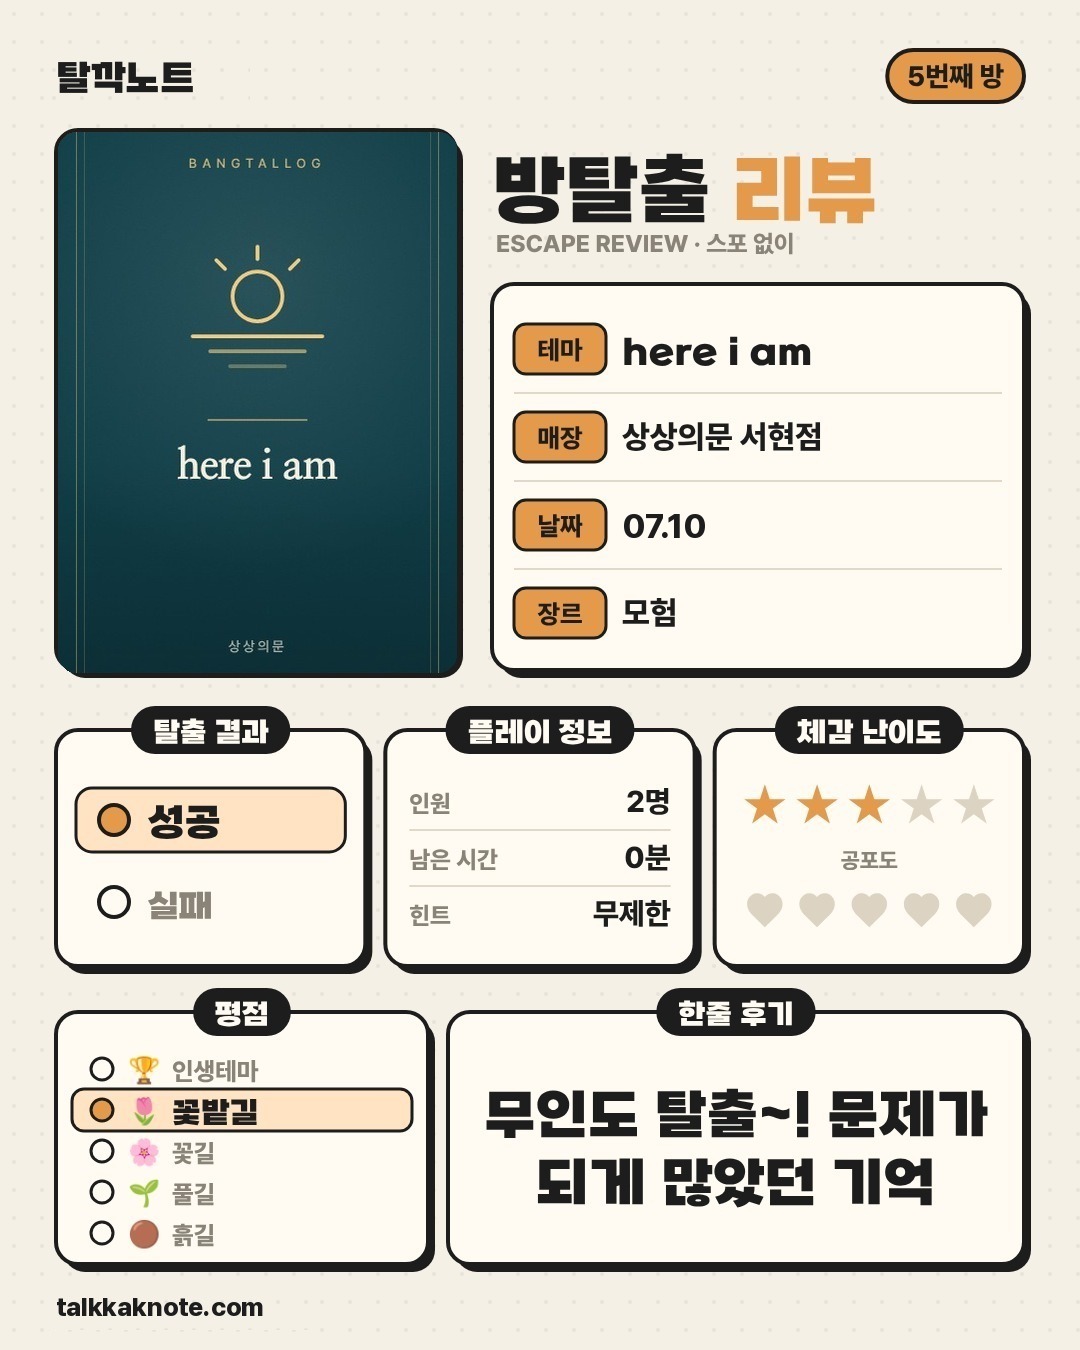 탈깍노트
5번째 방
BANGTALLOG
here i am
상상의문
방탈출 리뷰
ESCAPE REVIEW · 스포 없이
테마 here i am
매장 상상의문 서현점
날짜 07.10
장르 모험
탈출 결과
성공
실패
플레이 정보
인원 2명
남은 시간 0분
힌트 무제한
체감 난이도
공포도
평점
인생테마
꽃밭길
꽃길
풀길
흙길
한줄 후기
무인도 탈출~! 문제가
되게 많았던 기억
talkkaknote.com